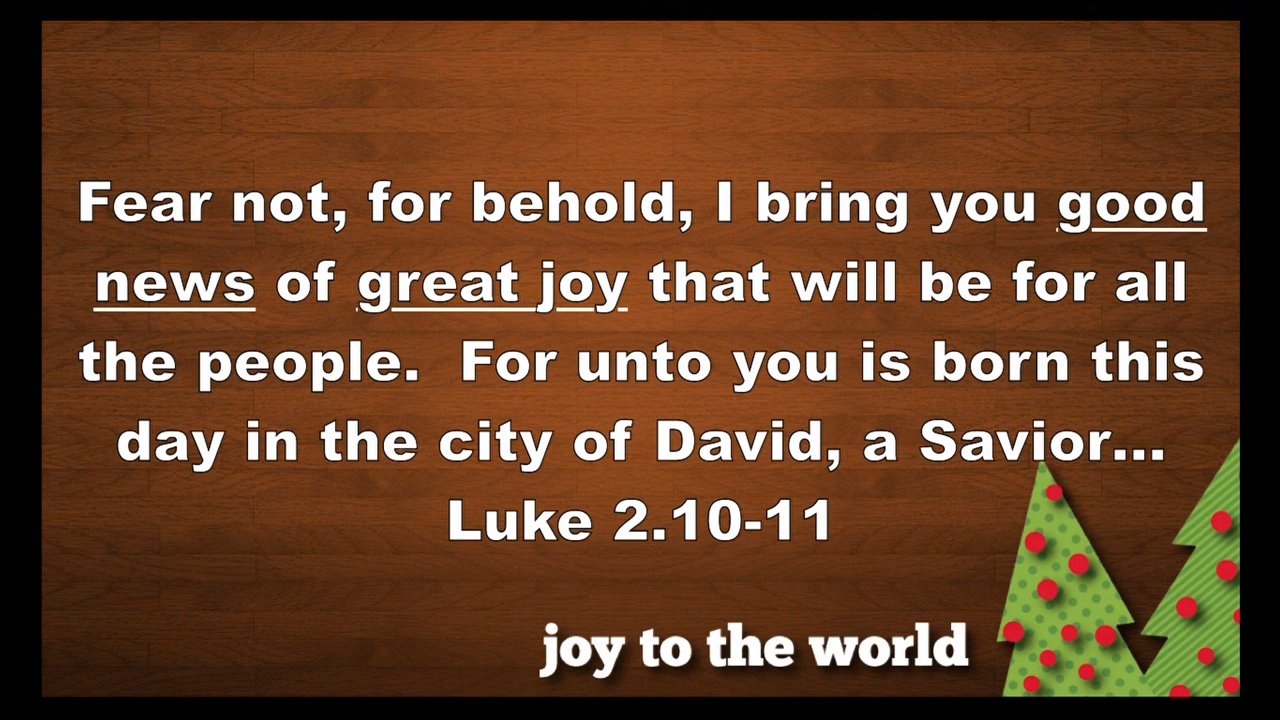 Fear not, for behold, I bring you good
news of great joy that will be for all
the people.  For unto you is born this
day in the city of David, a Savior...
Luke 2.10-11
joy to the world